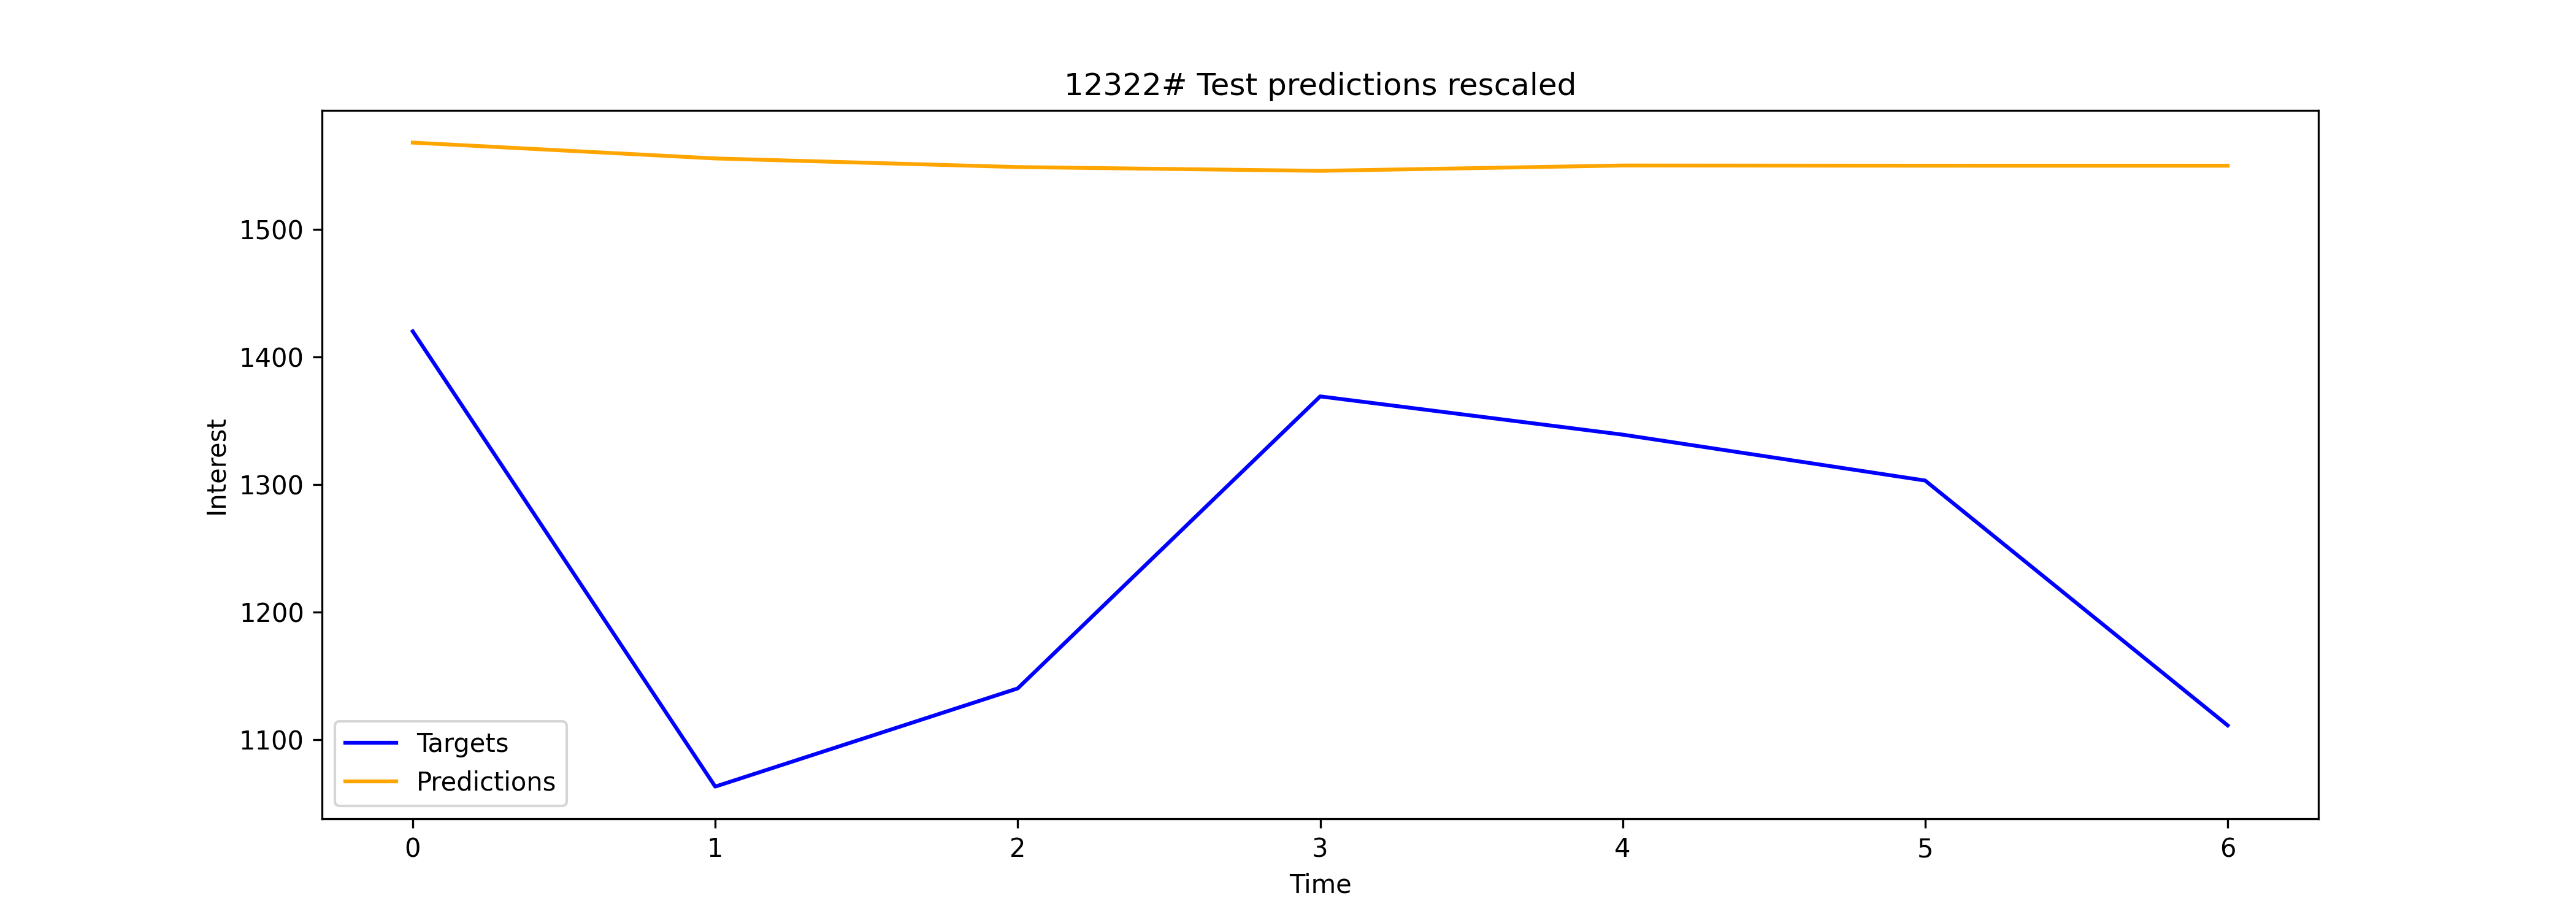 12322# Test predictions rescaled
1500
1400
1300
1200
1100
Interest
Targets
Predictions
0 1 2 3 4 5 6
Time